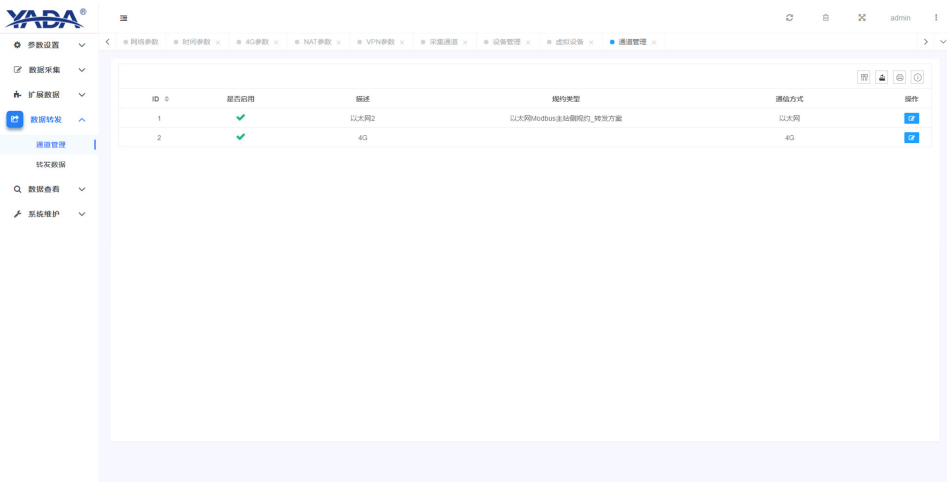 YADA®
admin
参数设置
网络参数 时间参数 4G参数 NAT参数 VPN参数 采集通道 设备管理 虚拟设备 通道管理
数据采集
扩展数据
数据转发
通道管理
转发数据
数据查看
系统维护
ID 是否启用 描述 规约类型 通信方式 操作
1 以太网2 以太网Modbus主站侧规约_转发方案 以太网
2 4G 4G